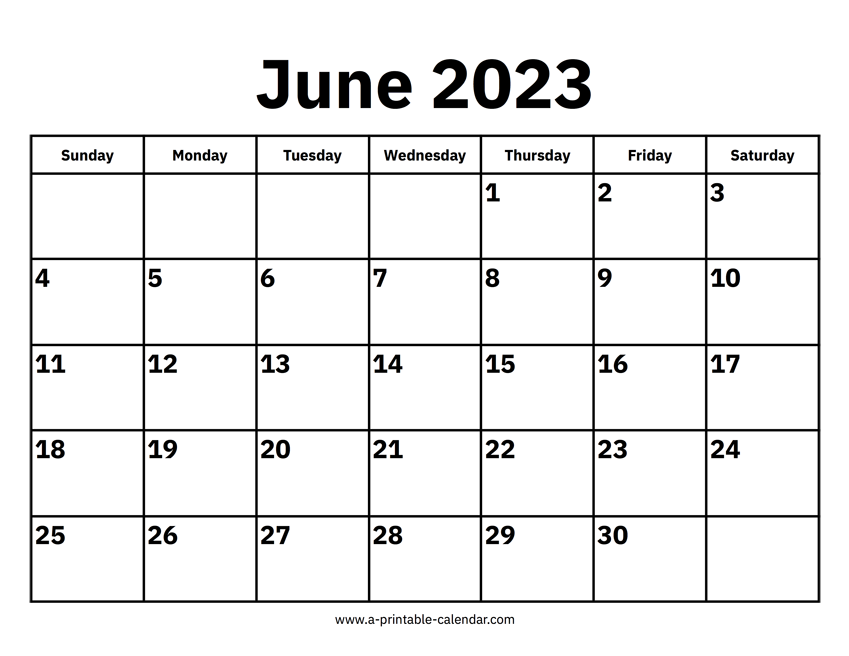 June 2023
Sunday Monday Tuesday Wednesday Thursday Friday Saturday
1 2 3
4 5 6 7 8 9 10
11 12 13 14 15 16 17
18 19 20 21 22 23 24
25 26 27 28 29 30
www.a-printable-calendar.com